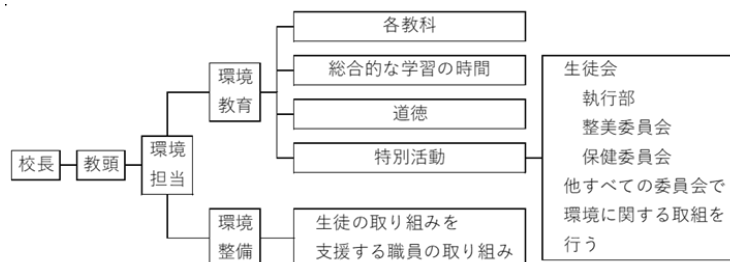 校長
教頭
環境
担当
環境
教育
各教科
総合的な学習の時間
道徳
特別活動
生徒会
執行部
整美委員会
保健委員会
他すべての委員会で
環境に関する取組を
行う
環境
整備
生徒の取り組みを
支援する職員の取り組み